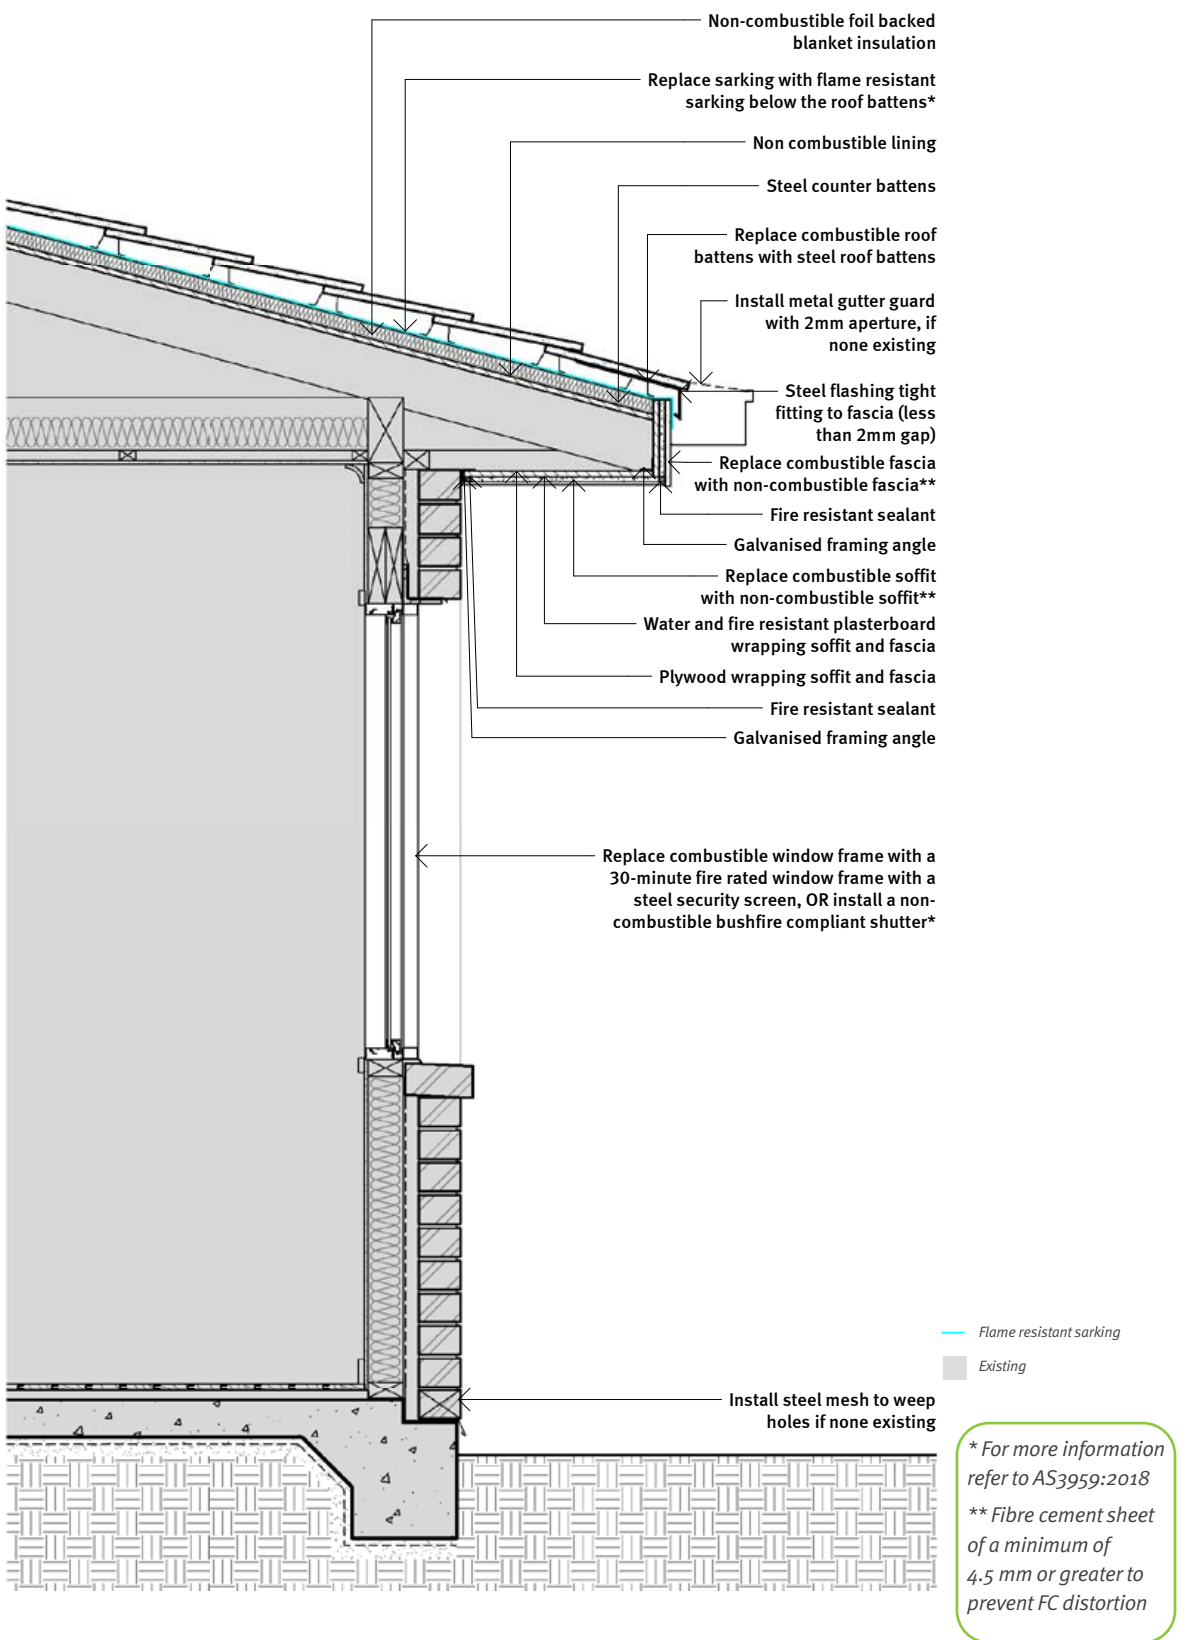 Non-combustible foil backed
blanket insulation
Replace sarking with flame resistant
sarking below the roof battens*
Non combustible lining
Steel counter battens
Replace combustible roof
battens with steel roof battens
Install metal gutter guard
with 2mm aperture, if
none existing
Steel flashing tight
fitting to fascia (less
than 2mm gap)
Replace combustible fascia
with non-combustible fascia**
Fire resistant sealant
Galvanised framing angle
Replace combustible soffit
with non-combustible soffit**
Water and fire resistant plasterboard
wrapping soffit and fascia
Plywood wrapping soffit and fascia
Fire resistant sealant
Galvanised framing angle
Replace combustible window frame with a
30-minute fire rated window frame with a
steel security screen, OR install a non-
combustible bushfire compliant shutter*
Flame resistant sarking
Existing
Install steel mesh to weep
holes if none existing
* For more information
refer to AS3959:2018
** Fibre cement sheet
of a minimum of
4.5 mm or greater to
prevent FC distortion